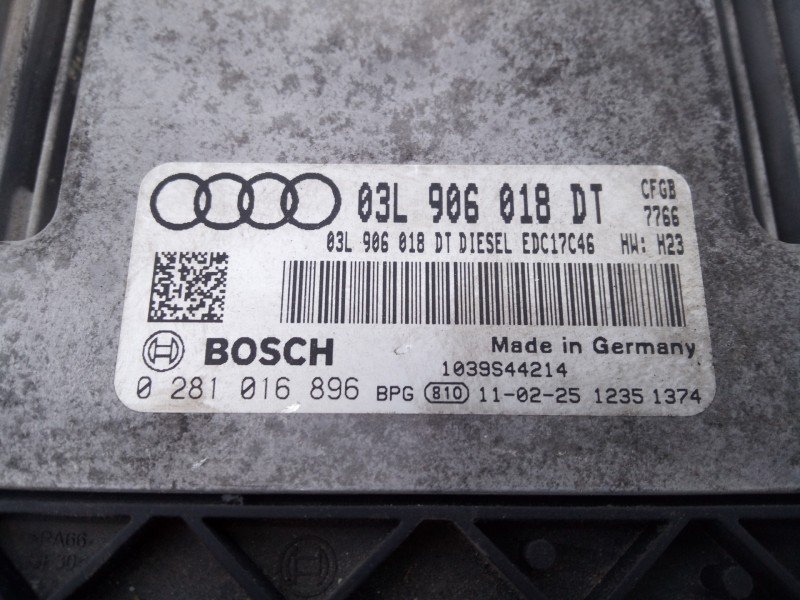 03L 906 018 DT CFGB
7766
03L 906 018 DT DIESEL EDC17C46 HW: H23
BOSCH Made in Germany
1039S44214
0 281 016 896 BPG 810 11-02-25 1235 1374